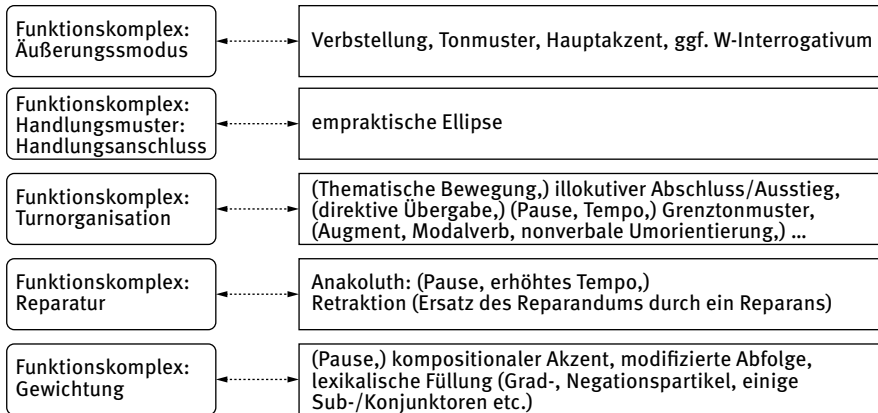 Funktionskomplex:
Äußerungssmodus
Verbstellung, Tonmuster, Hauptakzent, ggf. W-Interrogativum
Funktionskomplex:
Handlungsmuster:
Handlungsanschluss
empraktische Ellipse
Funktionskomplex:
Turnorganisation
(Thematische Bewegung,) illokutiver Abschluss/Ausstieg,
(direktive Übergabe,) (Pause, Tempo,) Grenztonmuster,
(Augment, Modalverb, nonverbale Umorientierung,) ...
Funktionskomplex:
Reparatur
Anakoluth: (Pause, erhöhtes Tempo,)
Retraktion (Ersatz des Reparandums durch ein Reparans)
Funktionskomplex:
Gewichtung
(Pause,) kompositionaler Akzent, modifizierte Abfolge,
lexikalische Füllung (Grad-, Negationspartikel, einige
Sub-/Konjunktoren etc.)